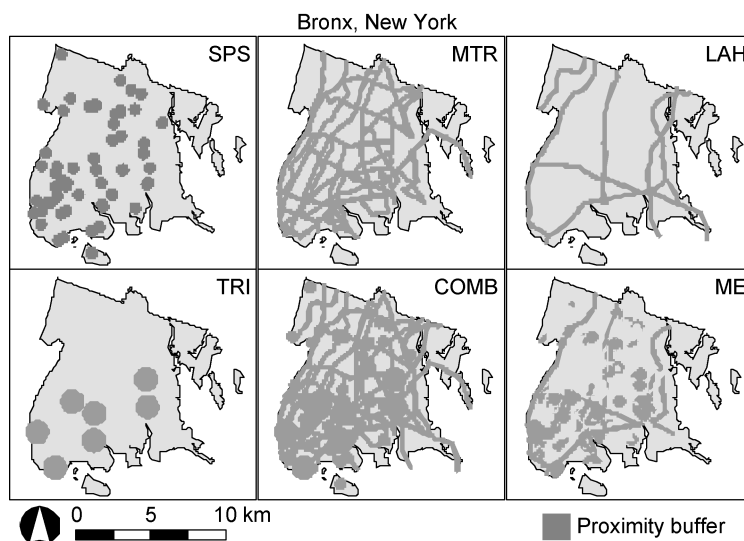 Bronx, New York
SPS
MTR
LAH
TRI
COMB
ME
0 5 10 km
Proximity buffer